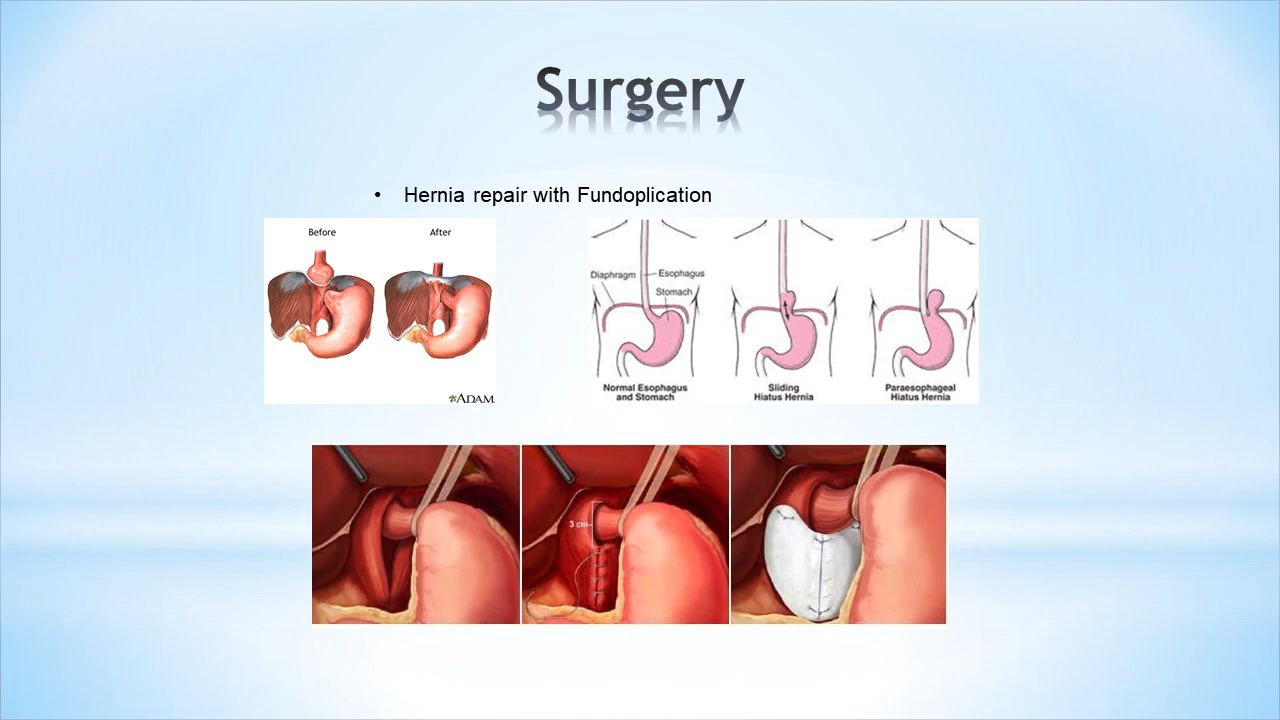 Surgery
• Hernia repair with Fundoplication
Before After
ADAM.
Diaphragm Esophagus
Stomach
Normal Esophagus
and Stomach
Sliding
Hiatus Hernia
Paraesophageal
Hiatus Hernia
3 cm